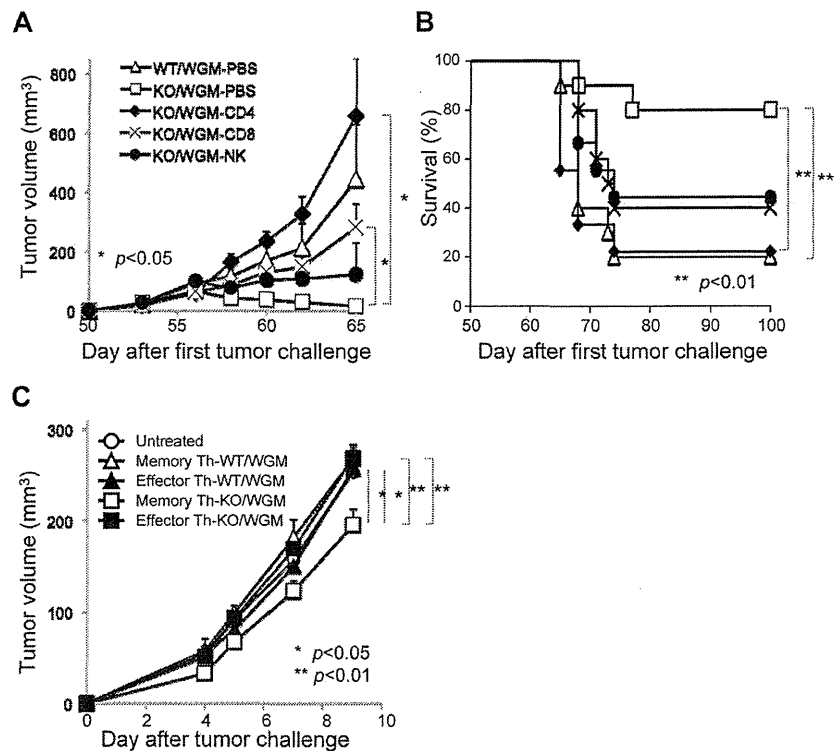 A
Tumor volume (mm³)
800
600
400
200
0
WT/WGM-PBS
KO/WGM-PBS
KO/WGM-CD4
KO/WGM-CD8
KO/WGM-NK
* p<0.05
*
*
50 55 60 65
Day after first tumor challenge
B
Survival (%)
100
80
60
40
20
0
** **
** p<0.01
50 60 70 80 90 100
Day after first tumor challenge
C
Tumor volume (mm³)
300
200
100
0
Untreated
Memory Th-WT/WGM
Effector Th-WT/WGM
Memory Th-KO/WGM
Effector Th-KO/WGM
* * ** **
* p<0.05
** p<0.01
0 2 4 6 8 10
Day after tumor challenge